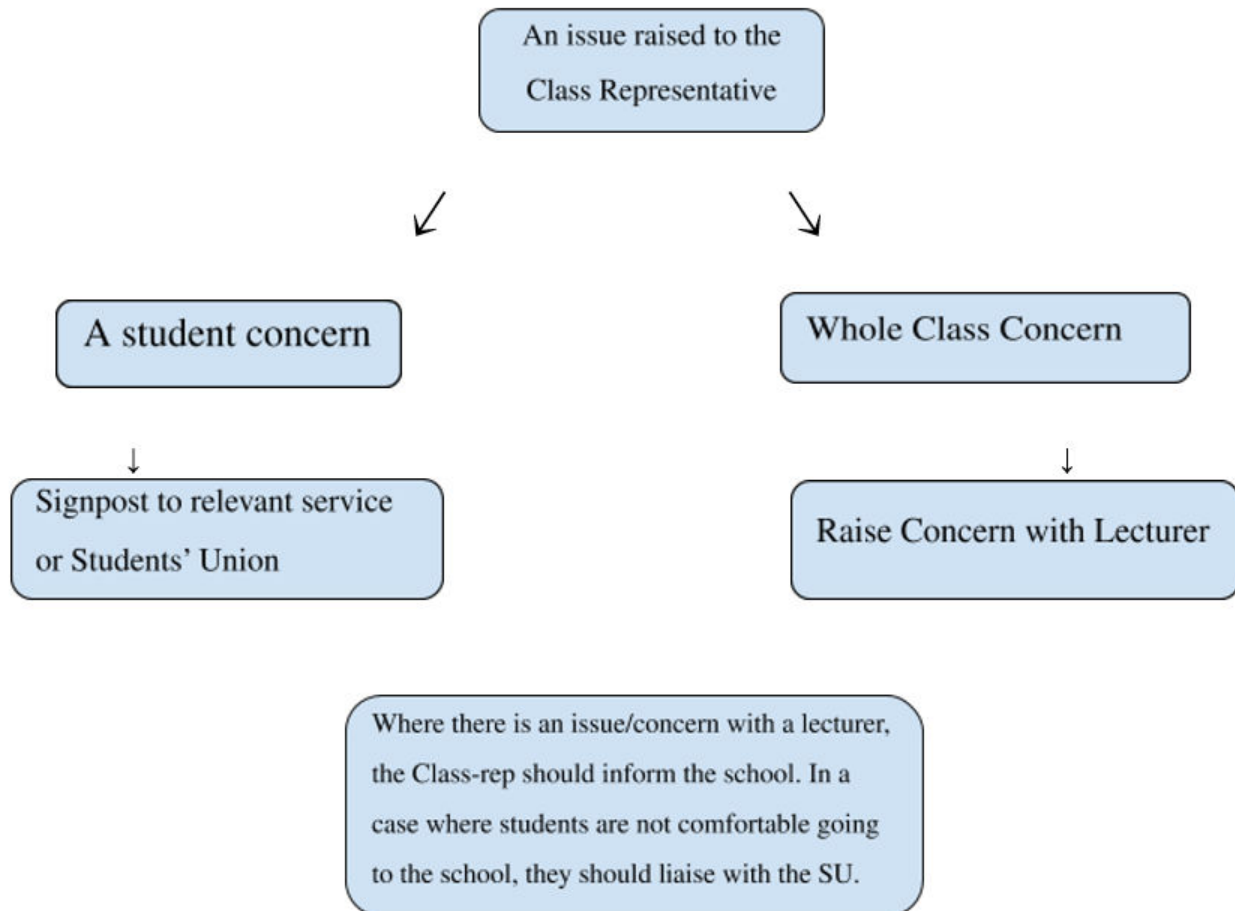 An issue raised to the
Class Representative
A student concern
Whole Class Concern
Signpost to relevant service
or Students’ Union
Raise Concern with Lecturer
Where there is an issue/concern with a lecturer,
the Class-rep should inform the school. In a
case where students are not comfortable going
to the school, they should liaise with the SU.